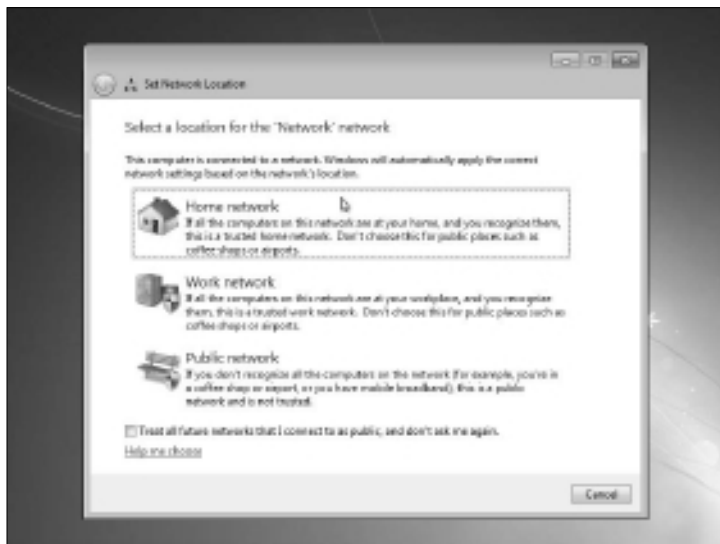 Set Network Location
Select a location for the 'Network' network
This computer is connected to a network. Windows will automatically apply the correct
network settings based on the network's location.
Home network
If all the computers on this network are at your home, and you recognize them,
this is a trusted home network. Don't choose this for public places such as
coffee shops or airports.
Work network
If all the computers on this network are at your workplace, and you recognize
them, this is a trusted work network. Don't choose this for public places such as
coffee shops or airports.
Public network
If you don't recognize all the computers on the network (for example, you're in
a coffee shop or airport, or you have mobile broadband), this is a public
network and is not trusted.
Treat all future networks that I connect to as public, and don't ask me again.
Help me choose
Cancel